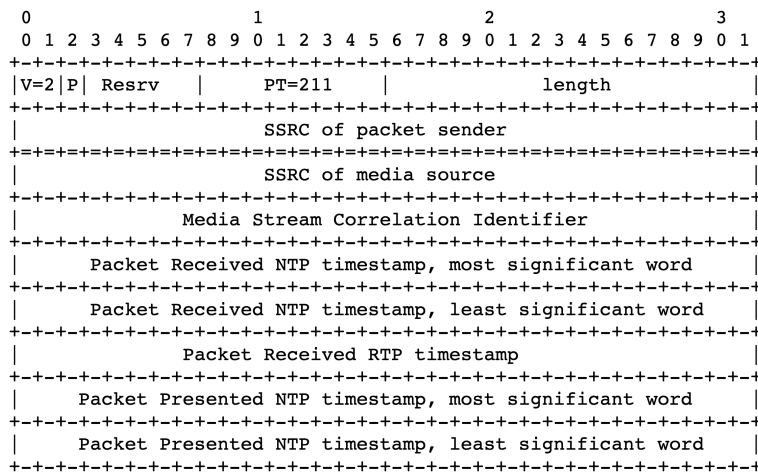 0                   1                   2                   3
 0 1 2 3 4 5 6 7 8 9 0 1 2 3 4 5 6 7 8 9 0 1 2 3 4 5 6 7 8 9 0 1
+-+-+-+-+-+-+-+-+-+-+-+-+-+-+-+-+-+-+-+-+-+-+-+-+-+-+-+-+-+-+-+-+
|V=2|P| Resrv   |   PT=211      |             length            |
+-+-+-+-+-+-+-+-+-+-+-+-+-+-+-+-+-+-+-+-+-+-+-+-+-+-+-+-+-+-+-+-+
|                     SSRC of packet sender                     |
+=+=+=+=+=+=+=+=+=+=+=+=+=+=+=+=+=+=+=+=+=+=+=+=+=+=+=+=+=+=+=+=+
|                     SSRC of media source                      |
+-+-+-+-+-+-+-+-+-+-+-+-+-+-+-+-+-+-+-+-+-+-+-+-+-+-+-+-+-+-+-+-+
|              Media Stream Correlation Identifier              |
+-+-+-+-+-+-+-+-+-+-+-+-+-+-+-+-+-+-+-+-+-+-+-+-+-+-+-+-+-+-+-+-+
|      Packet Received NTP timestamp, most significant word     |
+-+-+-+-+-+-+-+-+-+-+-+-+-+-+-+-+-+-+-+-+-+-+-+-+-+-+-+-+-+-+-+-+
|      Packet Received NTP timestamp, least significant word    |
+-+-+-+-+-+-+-+-+-+-+-+-+-+-+-+-+-+-+-+-+-+-+-+-+-+-+-+-+-+-+-+-+
|              Packet Received RTP timestamp                    |
+-+-+-+-+-+-+-+-+-+-+-+-+-+-+-+-+-+-+-+-+-+-+-+-+-+-+-+-+-+-+-+-+
|     Packet Presented NTP timestamp, most significant word     |
+-+-+-+-+-+-+-+-+-+-+-+-+-+-+-+-+-+-+-+-+-+-+-+-+-+-+-+-+-+-+-+-+
|     Packet Presented NTP timestamp, least significant word    |
+-+-+-+-+-+-+-+-+-+-+-+-+-+-+-+-+-+-+-+-+-+-+-+-+-+-+-+-+-+-+-+-+